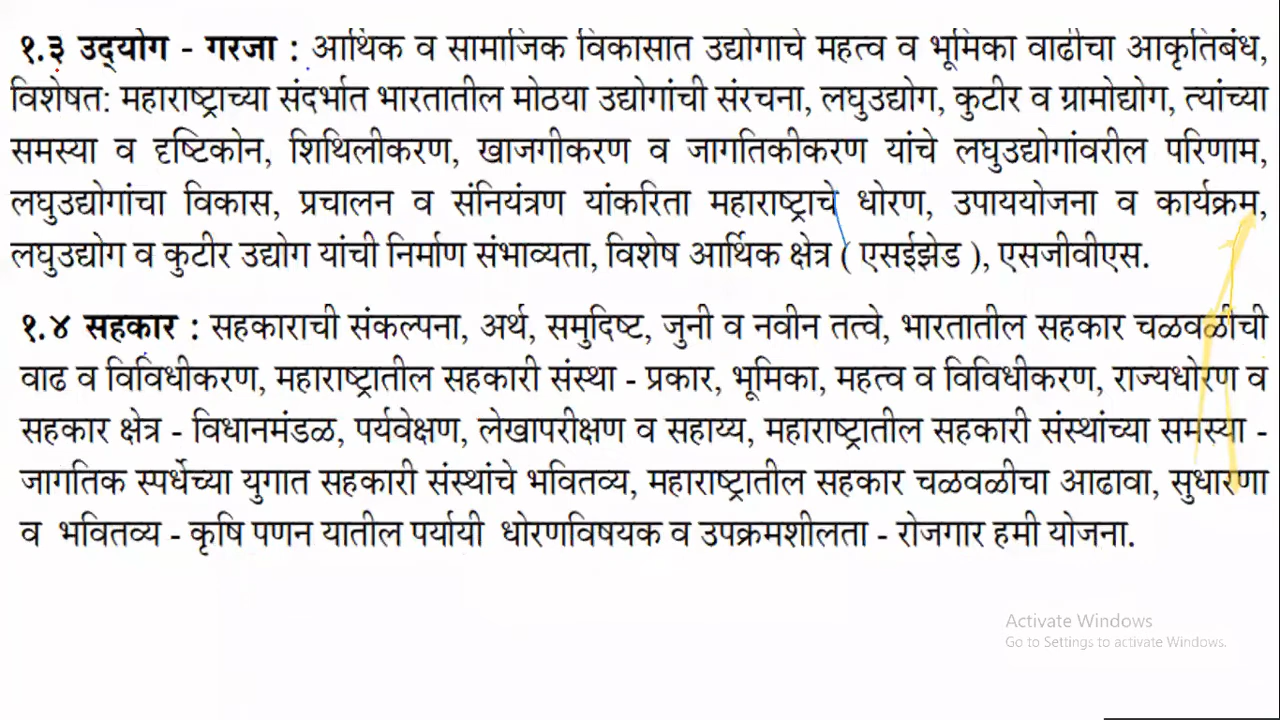 १.३ उद्‌योग - गरजा : आर्थिक व सामाजिक विकासात उद्योगाचे महत्व व भूमिका वाढीचा आकृतिबंध,
विशेषत: महाराष्ट्राच्या संदर्भात भारतातील मोठया उद्योगांची संरचना, लघुउद्योग, कुटीर व ग्रामोद्योग, त्यांच्या
समस्या व दृष्टिकोन, शिथिलीकरण, खाजगीकरण व जागतिकीकरण यांचे लघुउद्योगांवरील परिणाम,
लघुउद्योगांचा विकास, प्रचालन व संनियंत्रण यांकरिता महाराष्ट्राचे धोरण, उपाययोजना व कार्यक्रम,
लघुउद्योग व कुटीर उद्योग यांची निर्माण संभाव्यता, विशेष आर्थिक क्षेत्र ( एसईझेड ), एसजीवीएस.
१.४ सहकार : सहकाराची संकल्पना, अर्थ, समुदिष्ट, जुनी व नवीन तत्वे, भारतातील सहकार चळवळीची
वाढ व विविधीकरण, महाराष्ट्रातील सहकारी संस्था - प्रकार, भूमिका, महत्व व विविधीकरण, राज्यधोरण व
सहकार क्षेत्र - विधानमंडळ, पर्यवेक्षण, लेखापरीक्षण व सहाय्य, महाराष्ट्रातील सहकारी संस्थांच्या समस्या -
जागतिक स्पर्धेच्या युगात सहकारी संस्थांचे भवितव्य, महाराष्ट्रातील सहकार चळवळीचा आढावा, सुधारणा
व भवितव्य - कृषि पणन यातील पर्यायी धोरणविषयक व उपक्रमशीलता - रोजगार हमी योजना.
Activate Windows
Go to Settings to activate Windows.